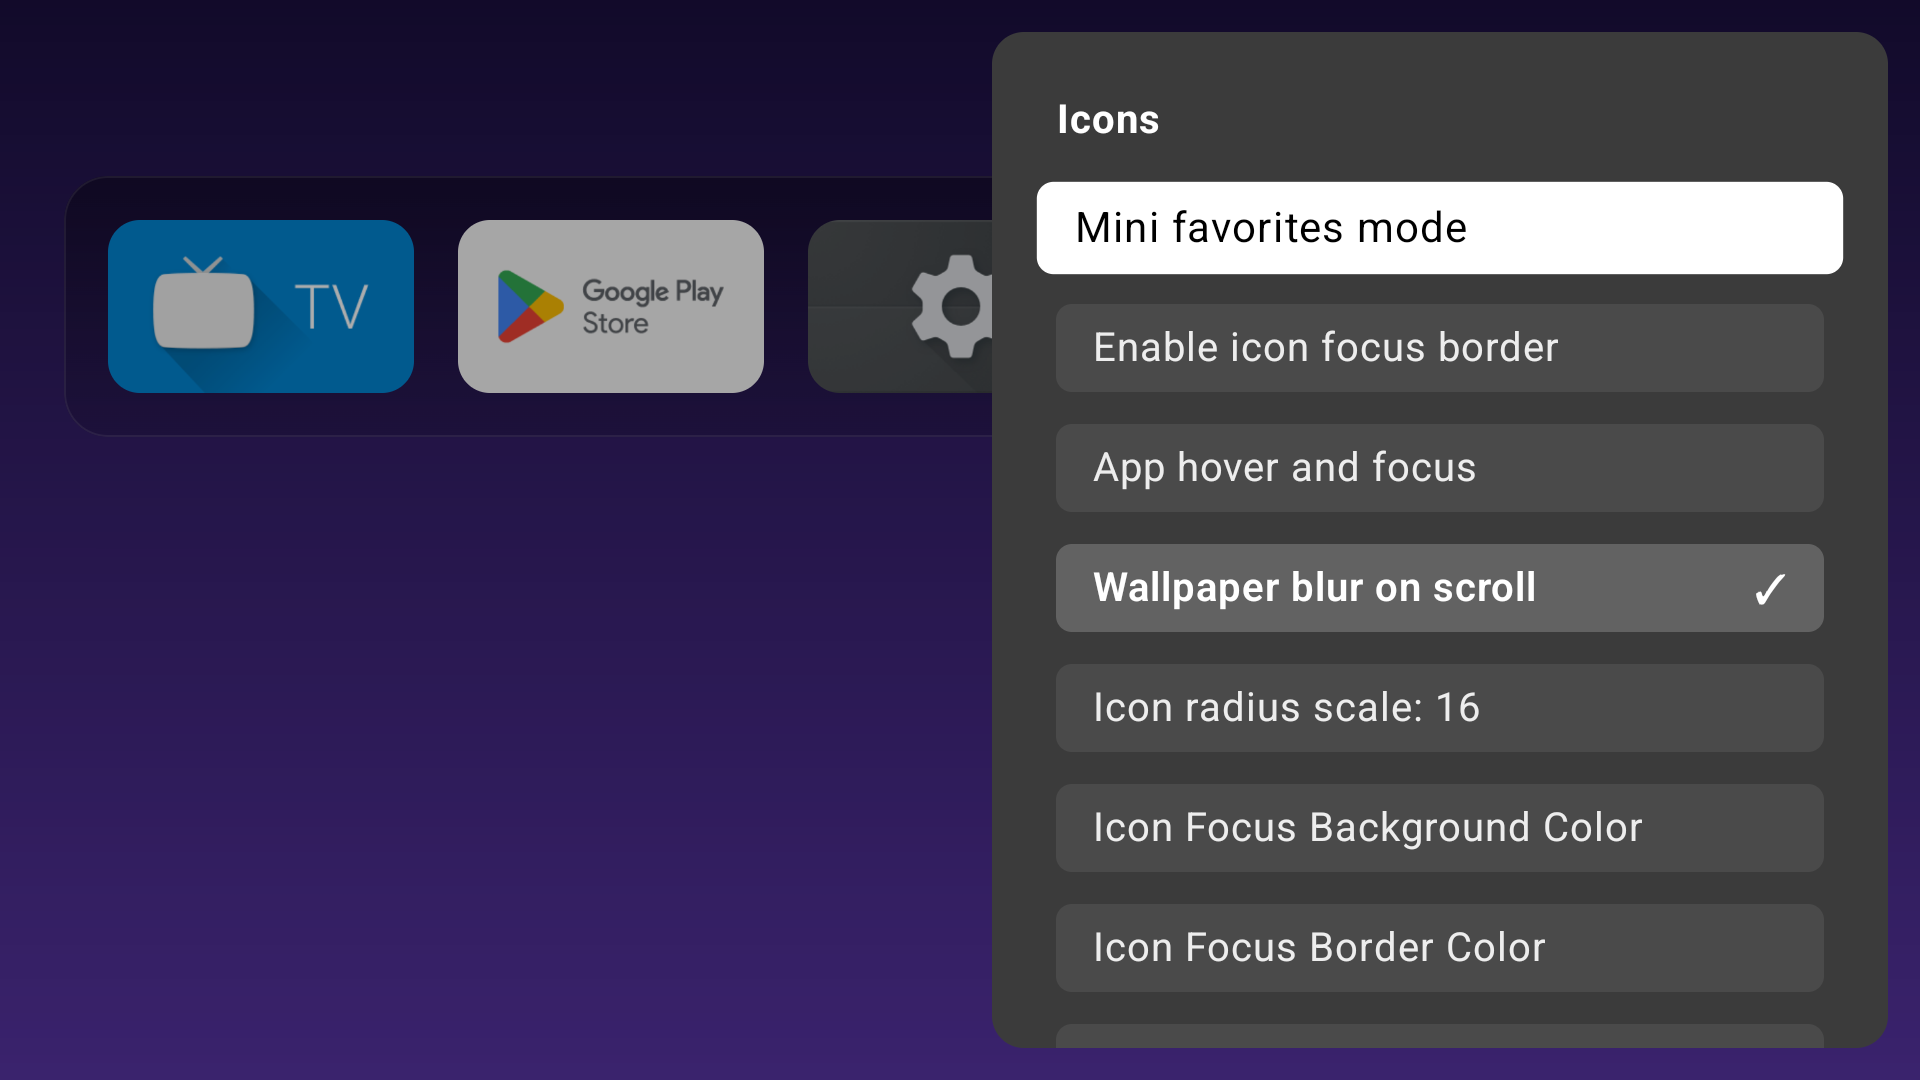 TV
Google Play
Store
Icons
Mini favorites mode
Enable icon focus border
App hover and focus
Wallpaper blur on scroll ✓
Icon radius scale: 16
Icon Focus Background Color
Icon Focus Border Color